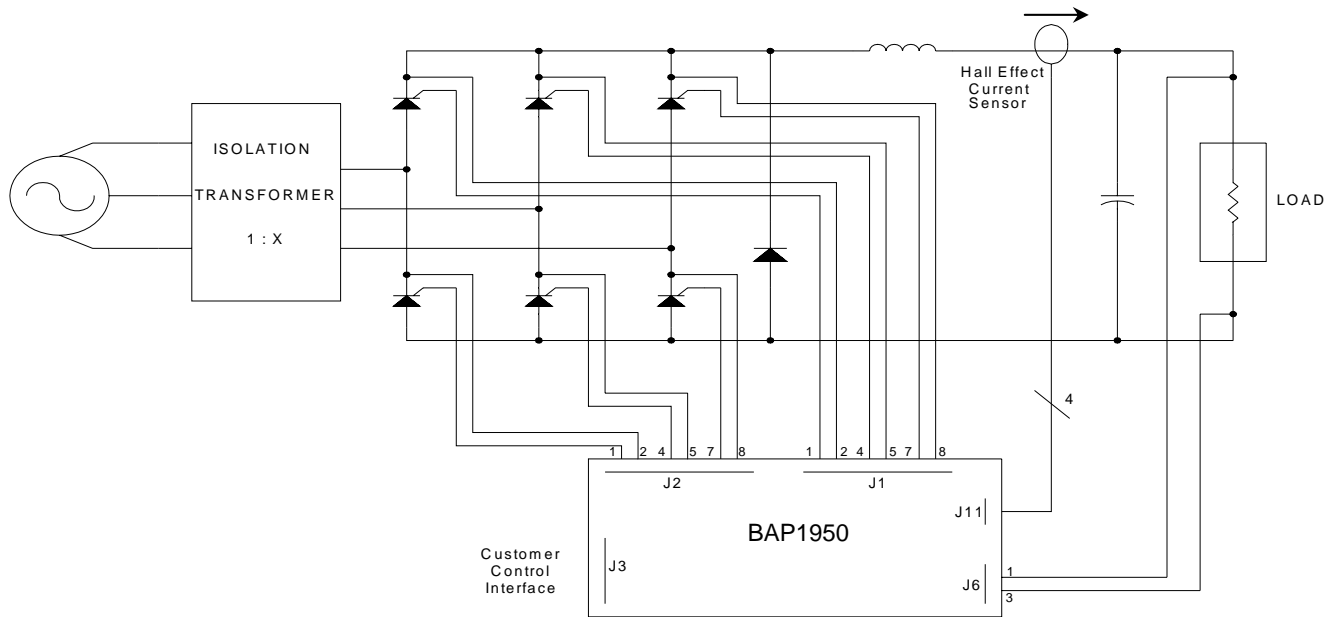 Hall Effect
Current
Sensor
ISOLATION
TRANSFORMER
1 : X
LOAD
4
1 2 4 5 7 8
1 2 4 5 7 8
J2
J1
J11
BAP1950
Customer
Control
Interface
J3
J6
1
3